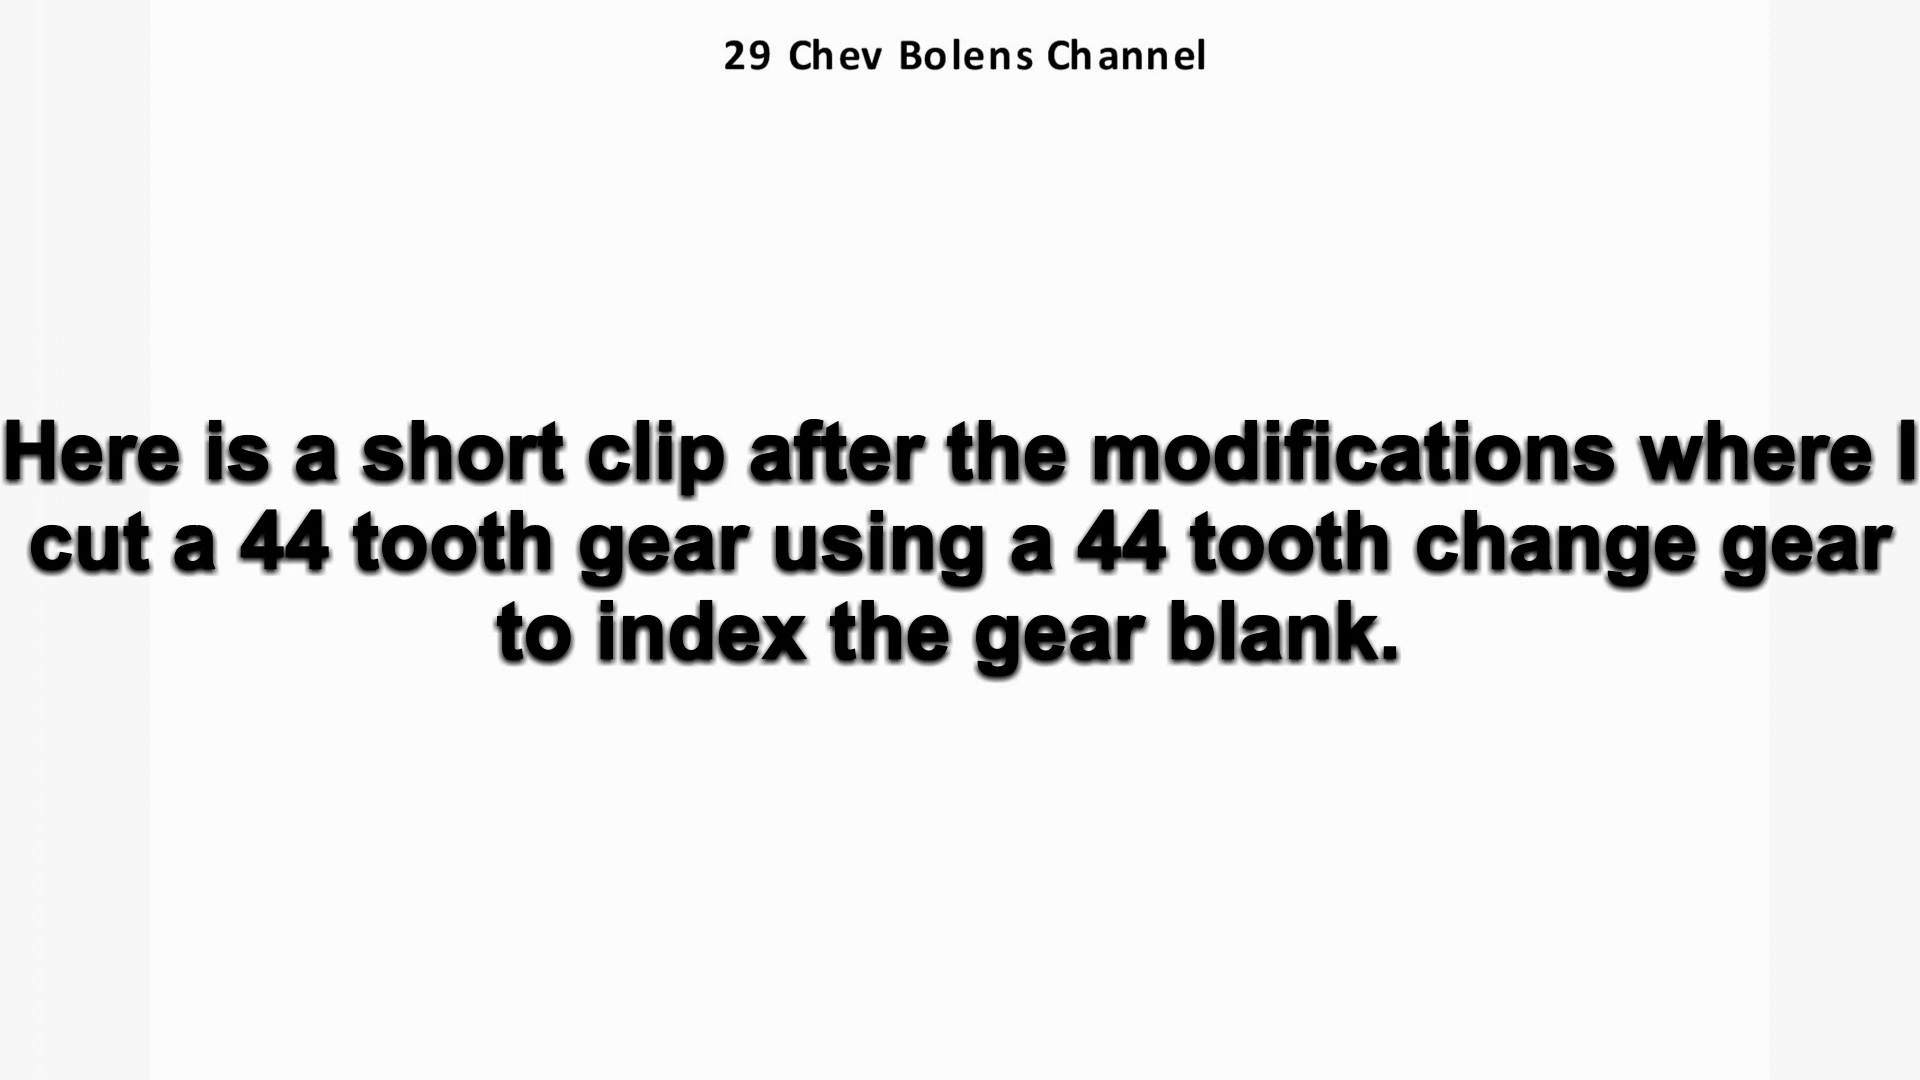 29 Chev Bolens Channel
Here is a short clip after the modifications where I
cut a 44 tooth gear using a 44 tooth change gear
to index the gear blank.